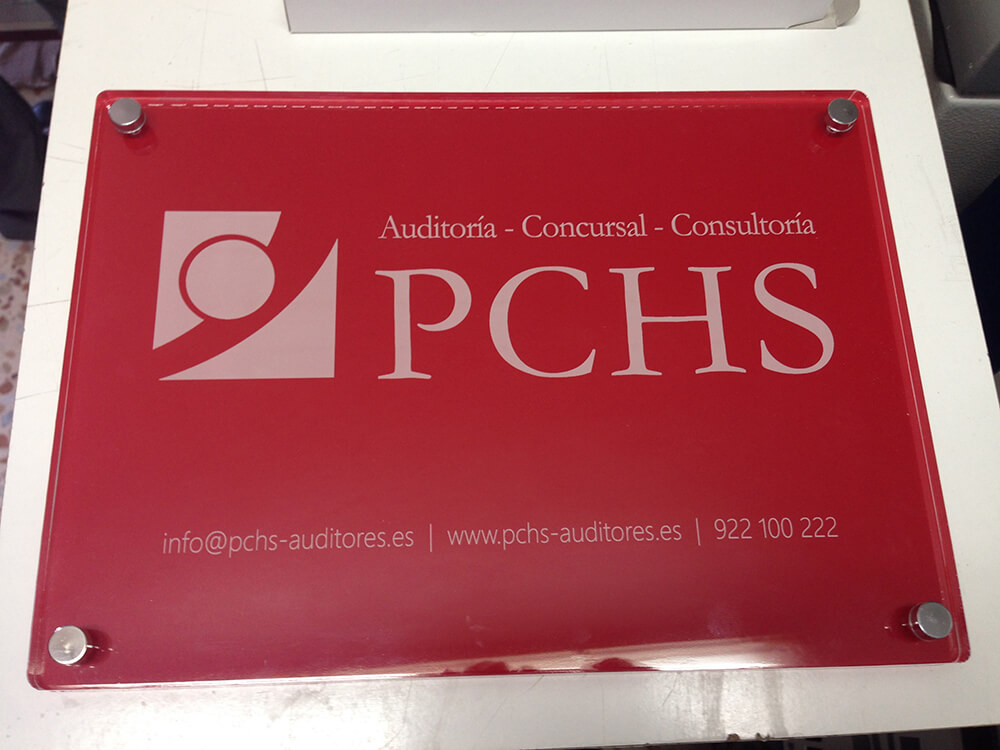 Auditoría - Concursal - Consultoría
PCHS
info@pchs-auditores.es | www.pchs-auditores.es | 922 100 222